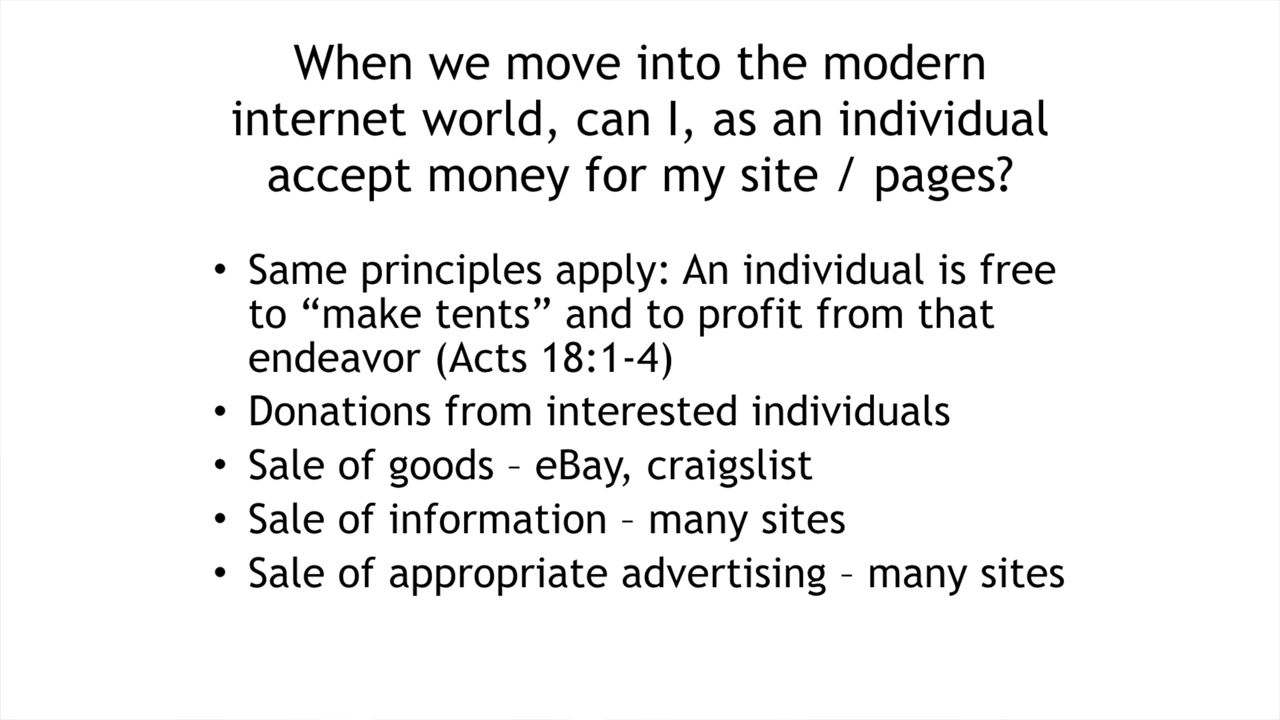 When we move into the modern
internet world, can I, as an individual
accept money for my site / pages?
• Same principles apply: An individual is free
to “make tents” and to profit from that
endeavor (Acts 18:1-4)
• Donations from interested individuals
• Sale of goods – eBay, craigslist
• Sale of information – many sites
• Sale of appropriate advertising – many sites